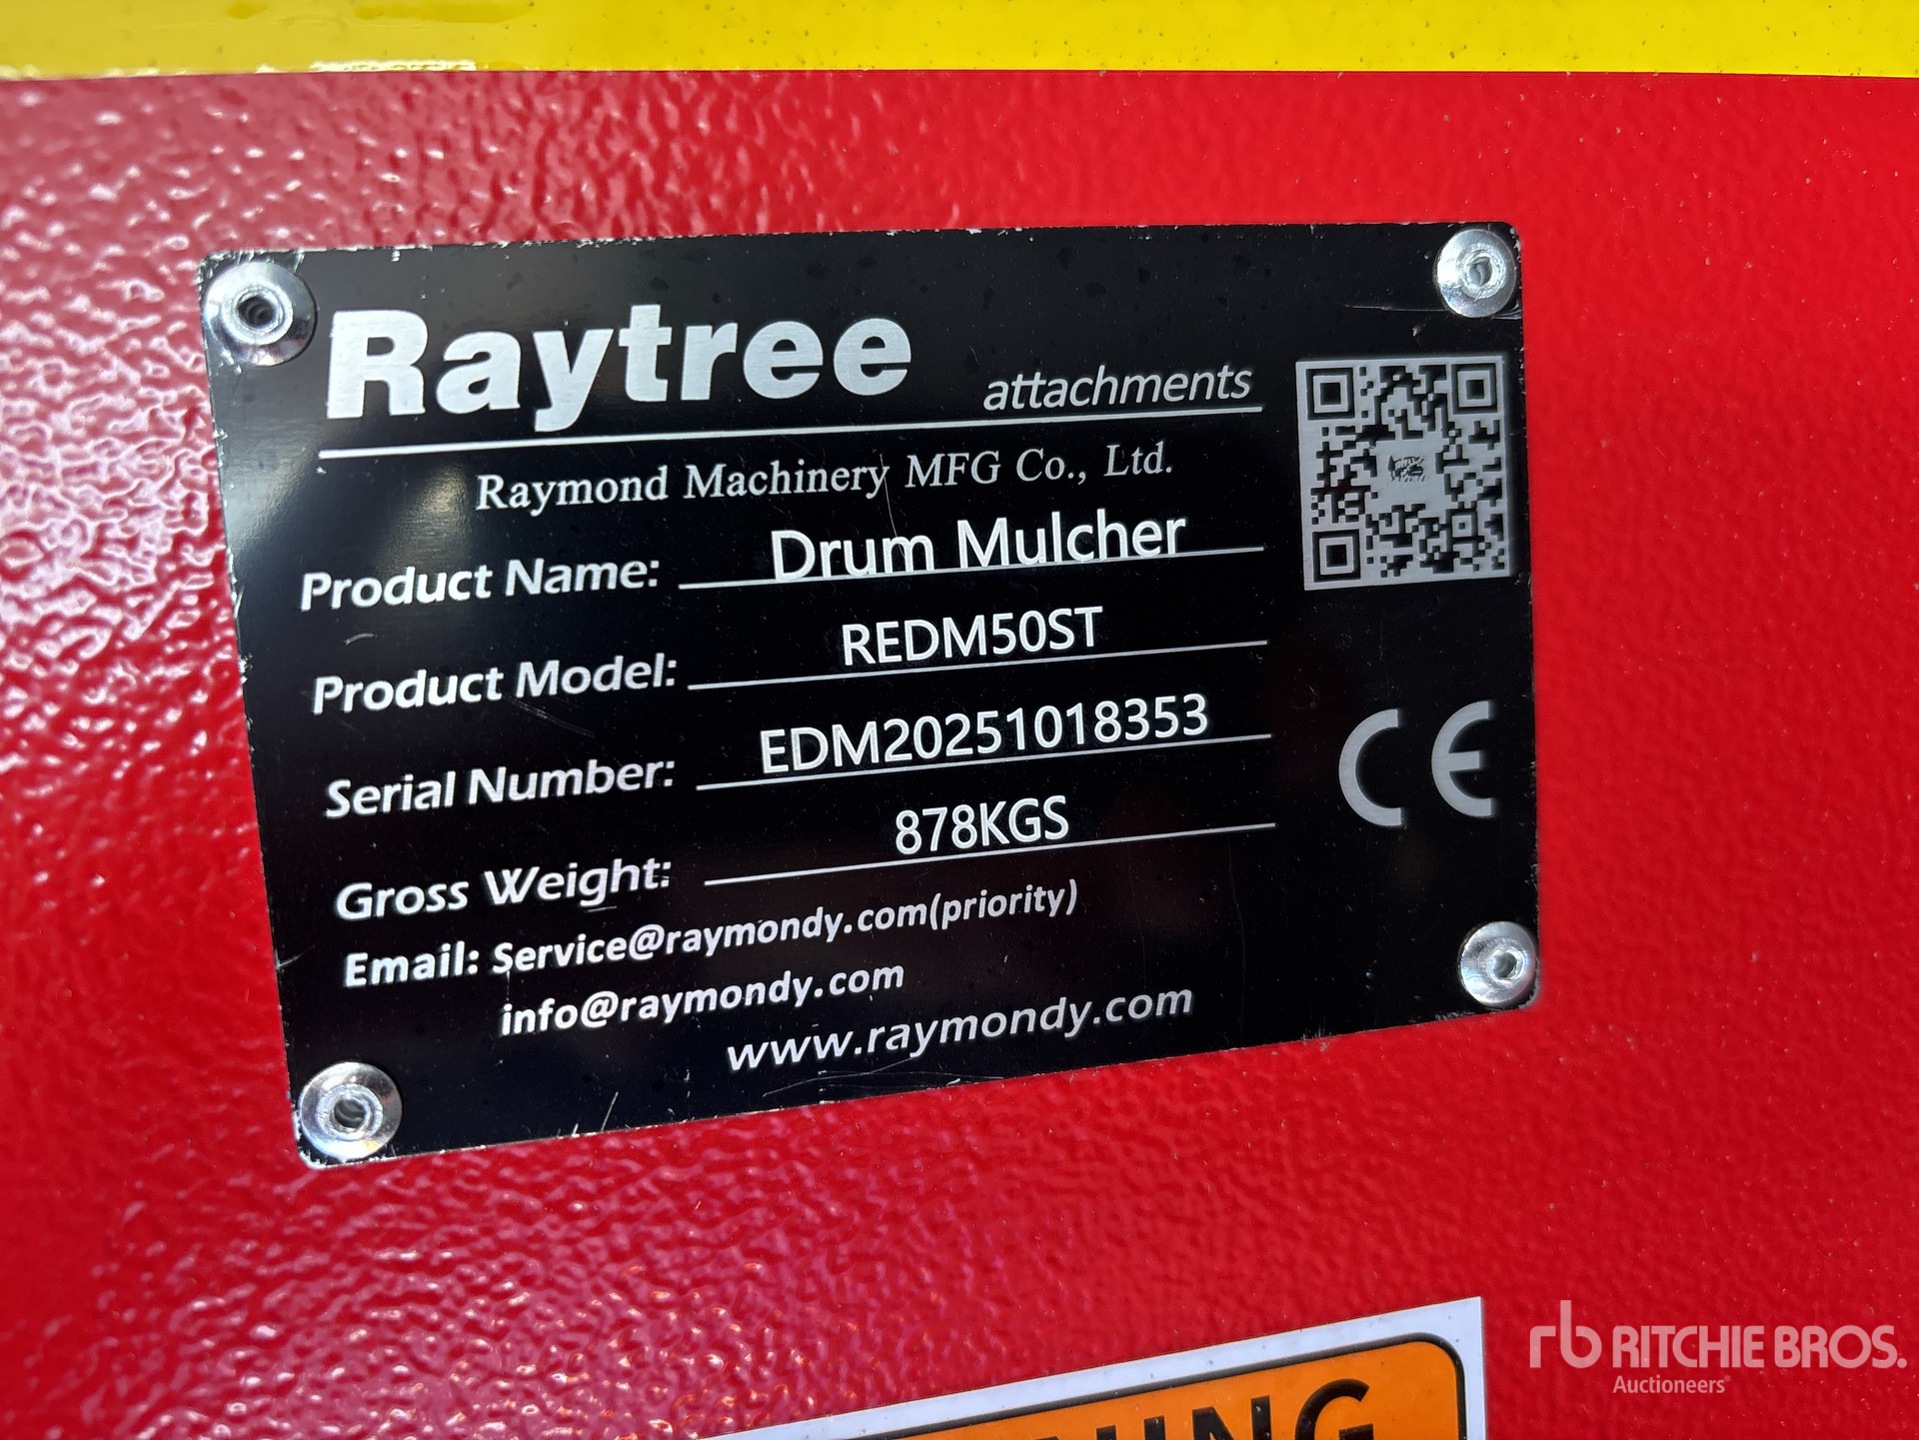 Raytree attachments
Raymond Machinery MFG Co., Ltd.
Product Name: Drum Mulcher
Product Model: REDM50ST
Serial Number: EDM20251018353
Gross Weight: 878KGS
Email: Service@raymondy.com(priority)
info@raymondy.com
www.raymondy.com
CE
rb RITCHIE BROS.
Auctioneers